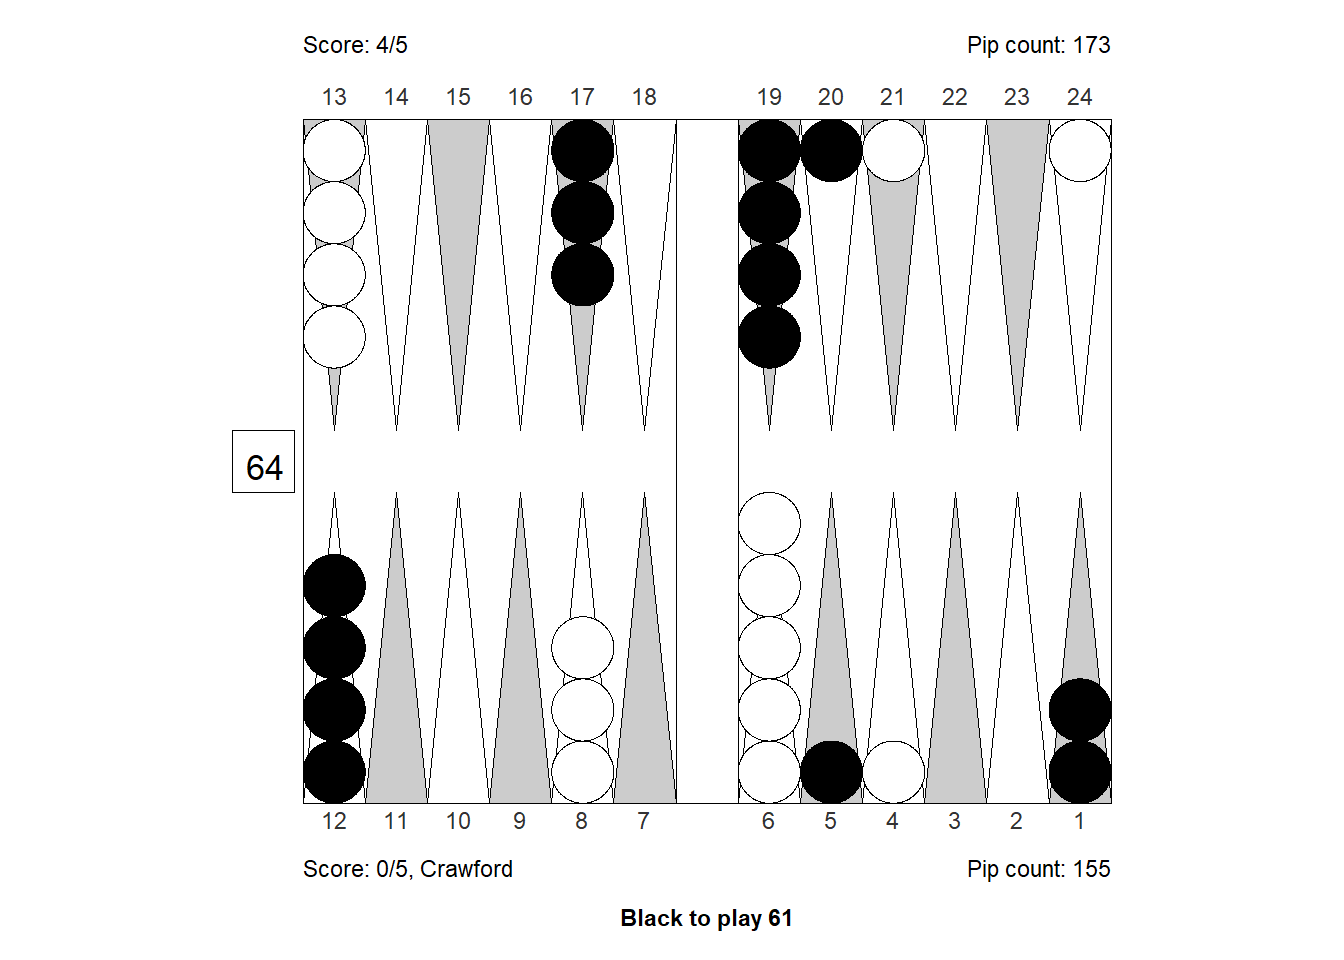 Score: 4/5
Pip count: 173
13 14 15 16 17 18 19 20 21 22 23 24
64
12 11 10 9 8 7 6 5 4 3 2 1
Score: 0/5, Crawford
Pip count: 155
Black to play 61